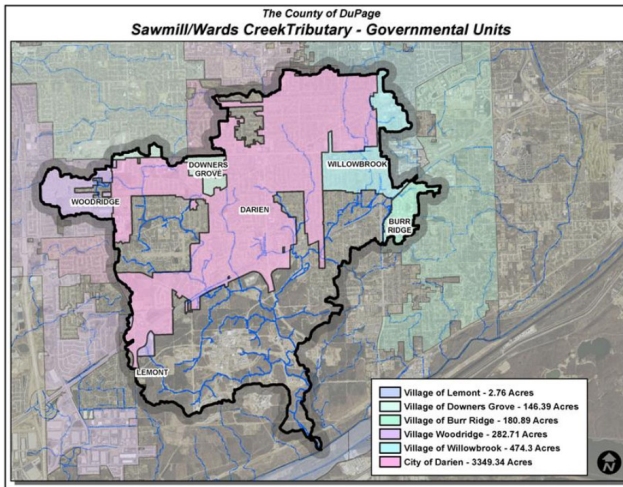 The County of DuPage
Sawmill/Wards CreekTributary - Governmental Units
DOWNERS
GROVE
WILLOWBROOK
WOODRIDGE
DARIEN
BURR
RIDGE
LEMONT
Village of Lemont - 2.76 Acres
Village of Downers Grove - 146.39 Acres
Village of Burr Ridge - 180.89 Acres
Village Woodridge - 282.71 Acres
Village of Willowbrook - 474.3 Acres
City of Darien - 3349.34 Acres
N